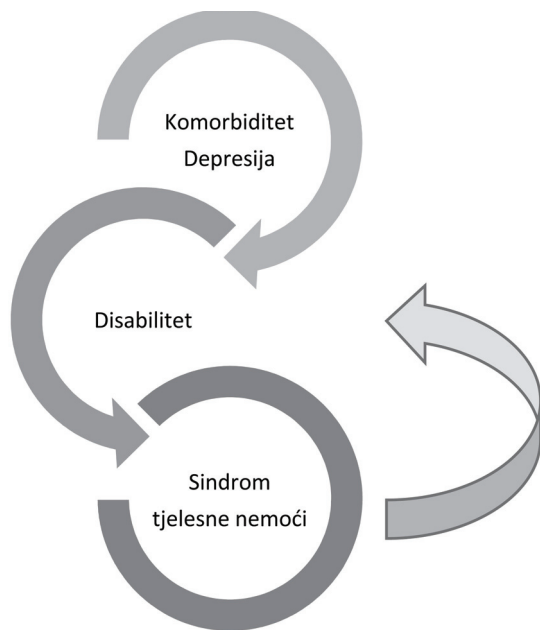 Komorbiditet
Depresija
Disabilitet
Sindrom
tjelesne nemoći